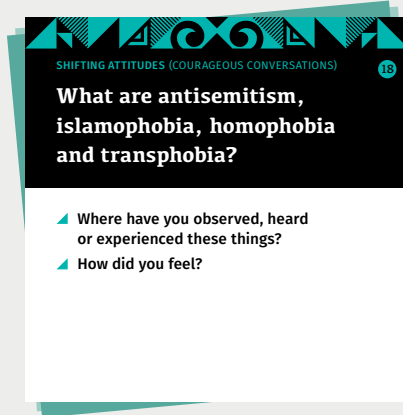 SHIFTING ATTITUDES (COURAGEOUS CONVERSATIONS)
18
What are antisemitism,
islamophobia, homophobia
and transphobia?
Where have you observed, heard
or experienced these things?
How did you feel?